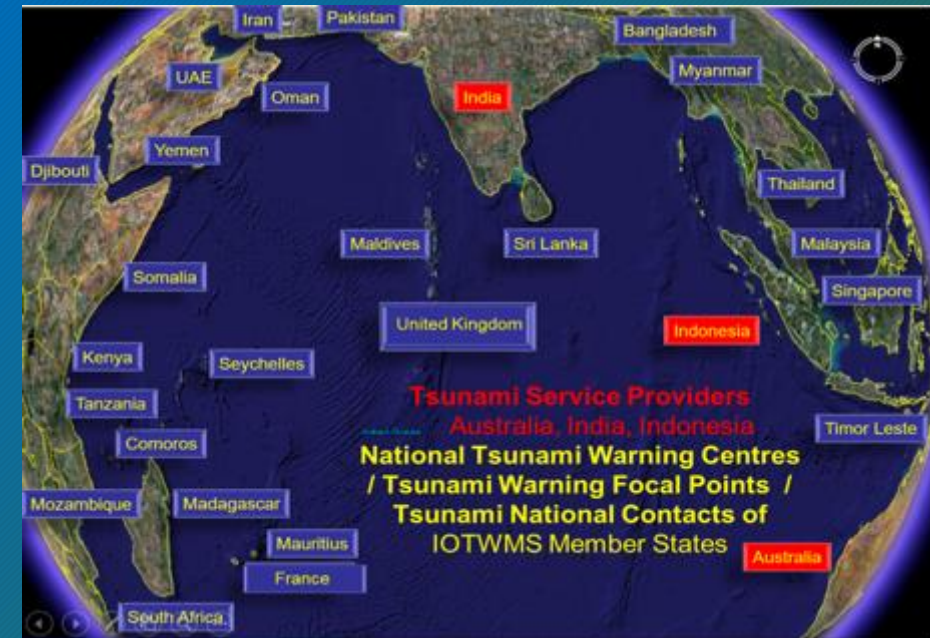 Iran
Pakistan
Bangladesh
UAE
Oman
India
Myanmar
Yemen
Djibouti
Thailand
Maldives
Sri Lanka
Malaysia
Somalia
Singapore
United Kingdom
Indonesia
Kenya
Seychelles
Tanzania
Comoros
Timor Leste
Tsunami Service Providers
Australia, India, Indonesia
National Tsunami Warning Centres
/ Tsunami Warning Focal Points /
Tsunami National Contacts of
IOTWMS Member States
Mozambique
Madagascar
Mauritius
France
Australia
South Africa